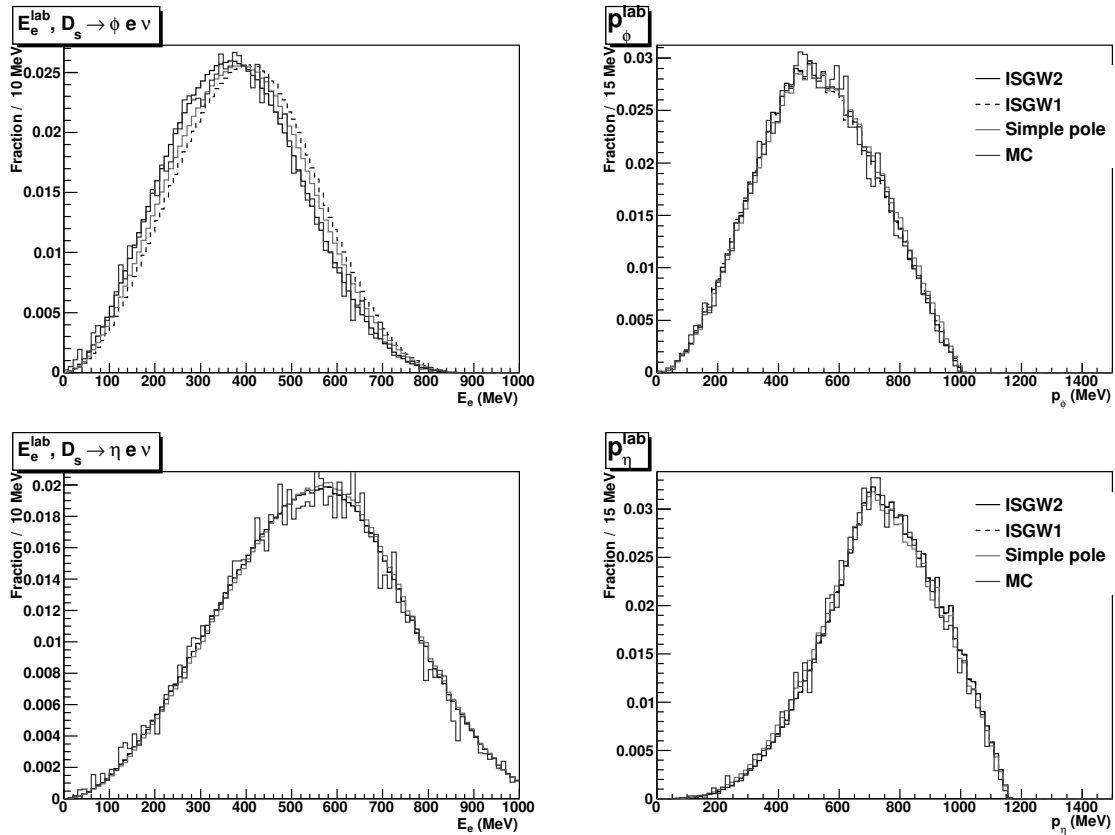 E_e^lab, D_s → φ e ν
Fraction / 10 MeV
0.025
0.02
0.015
0.01
0.005
0
0 100 200 300 400 500 600 700 800 900 1000
E_e (MeV)
p_φ^lab
Fraction / 15 MeV
0.03
0.025
0.02
0.015
0.01
0.005
0
0 200 400 600 800 1000 1200 1400
p_φ (MeV)
ISGW2
ISGW1
Simple pole
MC
E_e^lab, D_s → η e ν
Fraction / 10 MeV
0.02
0.018
0.016
0.014
0.012
0.01
0.008
0.006
0.004
0.002
0
0 100 200 300 400 500 600 700 800 900 1000
E_e (MeV)
p_η^lab
Fraction / 15 MeV
0.03
0.025
0.02
0.015
0.01
0.005
0
0 200 400 600 800 1000 1200 1400
p_η (MeV)
ISGW2
ISGW1
Simple pole
MC